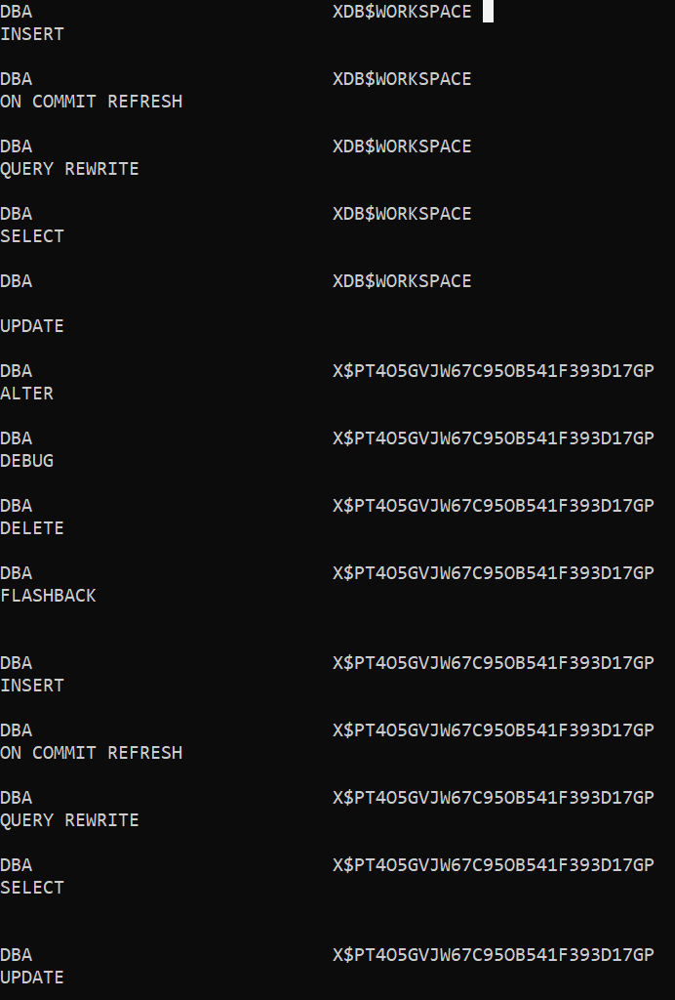 DBA XDB$WORKSPACE
INSERT
DBA XDB$WORKSPACE
ON COMMIT REFRESH
DBA XDB$WORKSPACE
QUERY REWRITE
DBA XDB$WORKSPACE
SELECT
DBA XDB$WORKSPACE
UPDATE
DBA X$PT4O5GVJW67C95OB541F393D17GP
ALTER
DBA X$PT4O5GVJW67C95OB541F393D17GP
DEBUG
DBA X$PT4O5GVJW67C95OB541F393D17GP
DELETE
DBA X$PT4O5GVJW67C95OB541F393D17GP
FLASHBACK
DBA X$PT4O5GVJW67C95OB541F393D17GP
INSERT
DBA X$PT4O5GVJW67C95OB541F393D17GP
ON COMMIT REFRESH
DBA X$PT4O5GVJW67C95OB541F393D17GP
QUERY REWRITE
DBA X$PT4O5GVJW67C95OB541F393D17GP
SELECT
DBA X$PT4O5GVJW67C95OB541F393D17GP
UPDATE